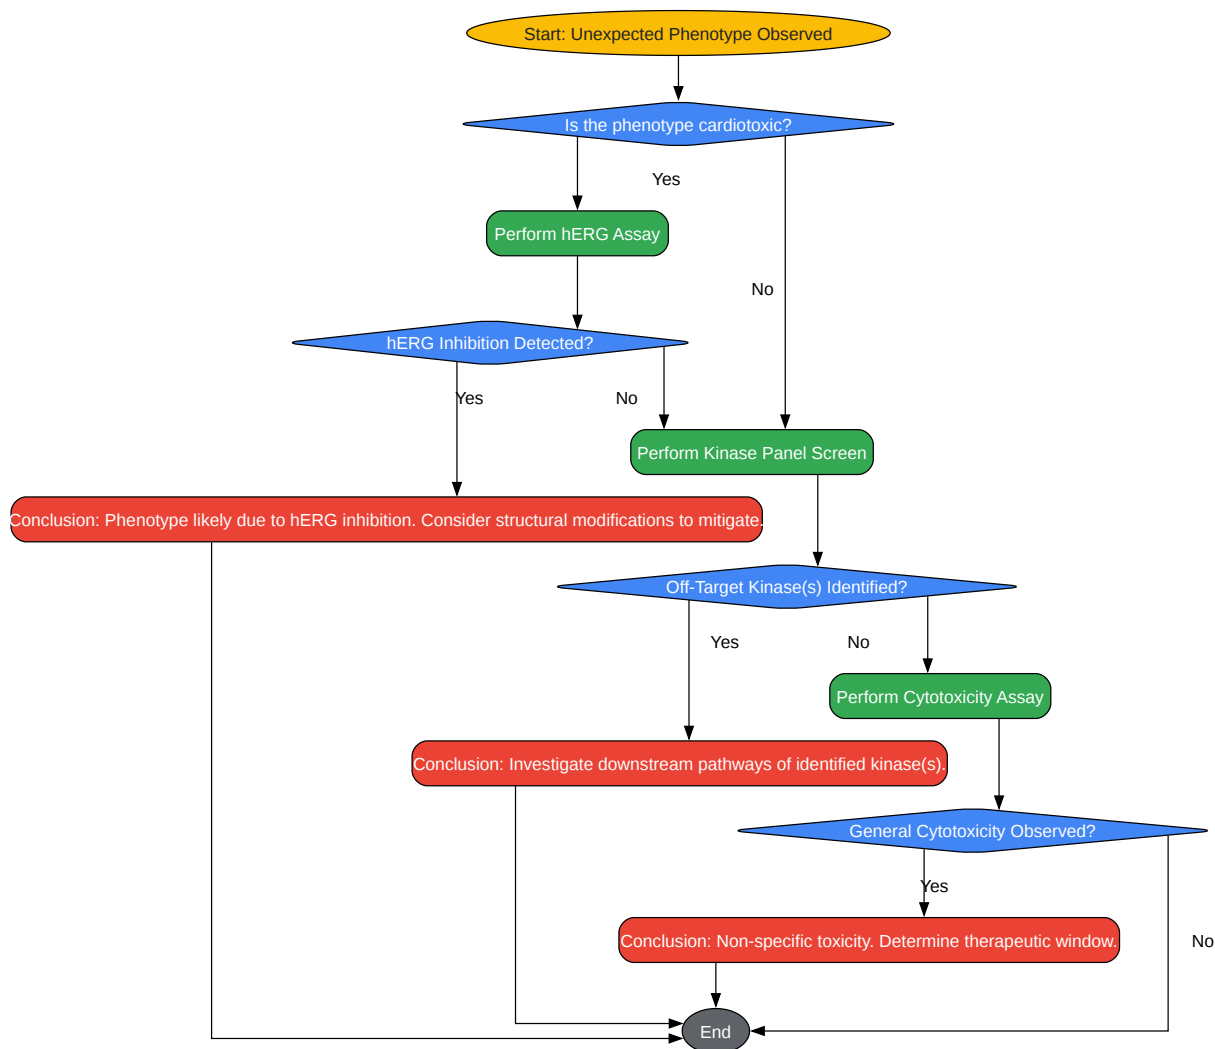 Start: Unexpected Phenotype Observed
Is the phenotype cardiotoxic?
Yes
Perform hERG Assay
No
hERG Inhibition Detected?
Yes
No
Perform Kinase Panel Screen
Conclusion: Phenotype likely due to hERG inhibition. Consider structural modifications to mitigate.
Off-Target Kinase(s) Identified?
Yes
No
Perform Cytotoxicity Assay
Conclusion: Investigate downstream pathways of identified kinase(s).
General Cytotoxicity Observed?
Yes
Conclusion: Non-specific toxicity. Determine therapeutic window.
No
End